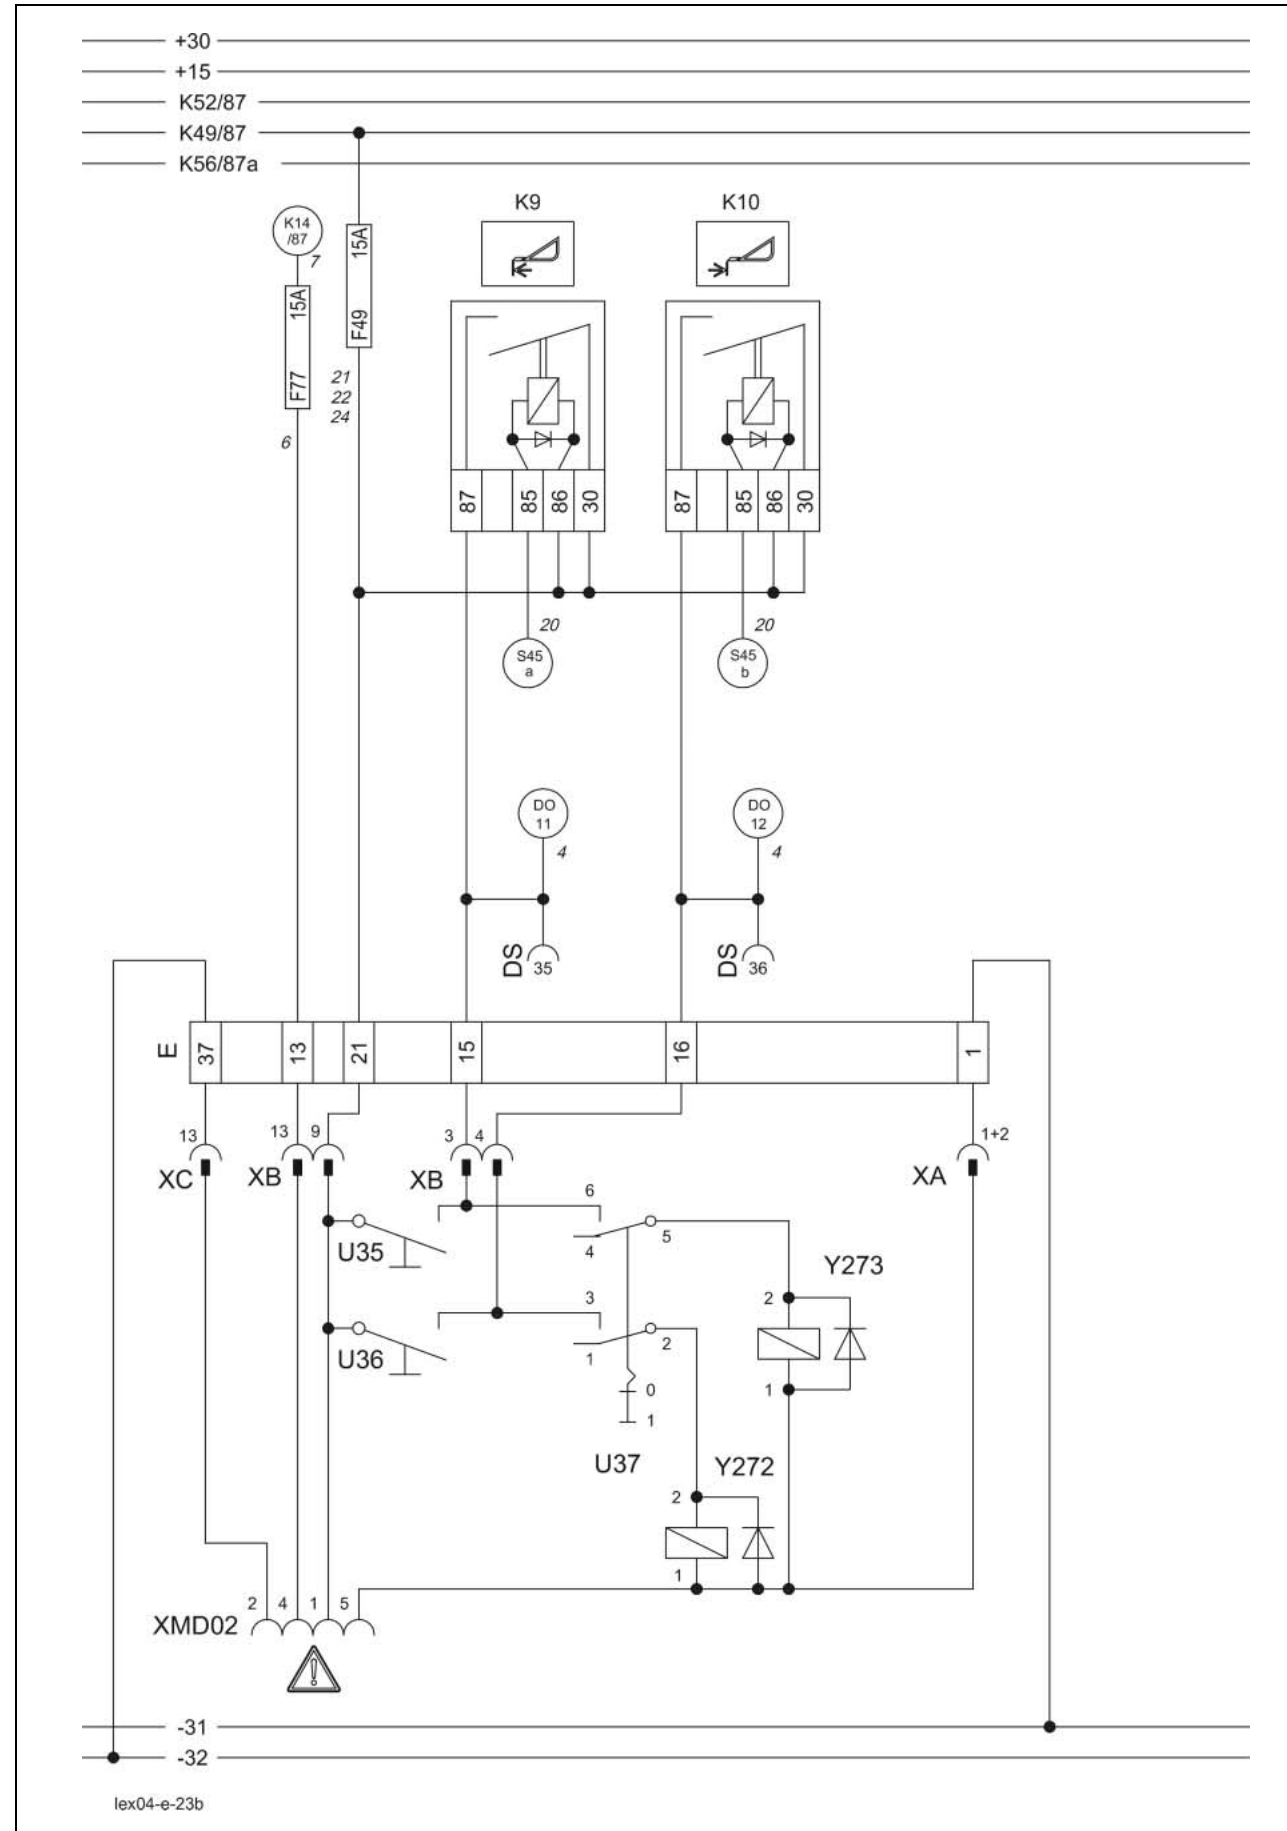 +30
+15
K52/87
K49/87
K56/87a
K9
K10
K14
/87
7
15A
F77
6
15A
F49
21
22
24
87
85
86
30
87
85
86
30
20
S45
a
20
S45
b
DO
11
4
DO
12
4
DS
35
DS
36
E
37
13
21
15
16
1
13
13
9
3
4
1+2
XC
XB
XB
XA
6
4
5
U35
Y273
3
2
1
U36
2
1
0
1
U37
Y272
2
1
2
4
1
5
XMD02
-31
-32
lex04-e-23b